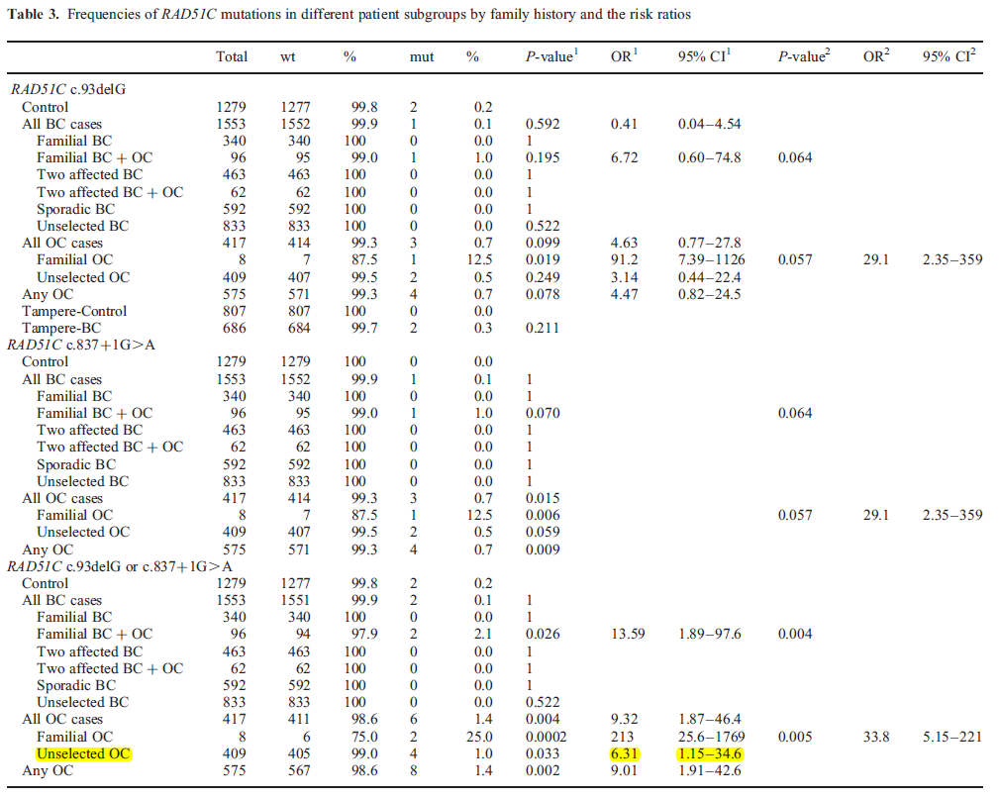 Table 3. Frequencies of RAD51C mutations in different patient subgroups by family history and the risk ratios
Total wt % mut % P-value¹ OR¹ 95% CI¹ P-value² OR² 95% CI²
RAD51C c.93delG
Control 1279 1277 99.8 2 0.2
All BC cases 1553 1552 99.9 1 0.1 0.592 0.41 0.04–4.54
Familial BC 340 340 100 0 0.0 1
Familial BC + OC 96 95 99.0 1 1.0 0.195 6.72 0.60–74.8 0.064
Two affected BC 463 463 100 0 0.0 1
Two affected BC + OC 62 62 100 0 0.0 1
Sporadic BC 592 592 100 0 0.0 1
Unselected BC 833 833 100 0 0.0 0.522
All OC cases 417 414 99.3 3 0.7 0.099 4.63 0.77–27.8
Familial OC 8 7 87.5 1 12.5 0.019 91.2 7.39–1126 0.057 29.1 2.35–359
Unselected OC 409 407 99.5 2 0.5 0.249 3.14 0.44–22.4
Any OC 575 571 99.3 4 0.7 0.078 4.47 0.82–24.5
Tampere-Control 807 807 100 0 0.0
Tampere-BC 686 684 99.7 2 0.3 0.211
RAD51C c.837+1G>A
Control 1279 1279 100 0 0.0
All BC cases 1553 1552 99.9 1 0.1 1
Familial BC 340 340 100 0 0.0 1
Familial BC + OC 96 95 99.0 1 1.0 0.070 0.064
Two affected BC 463 463 100 0 0.0 1
Two affected BC + OC 62 62 100 0 0.0 1
Sporadic BC 592 592 100 0 0.0 1
Unselected BC 833 833 100 0 0.0 1
All OC cases 417 414 99.3 3 0.7 0.015
Familial OC 8 7 87.5 1 12.5 0.006 0.057 29.1 2.35–359
Unselected OC 409 407 99.5 2 0.5 0.059
Any OC 575 571 99.3 4 0.7 0.009
RAD51C c.93delG or c.837+1G>A
Control 1279 1277 99.8 2 0.2
All BC cases 1553 1551 99.9 2 0.1 1
Familial BC 340 340 100 0 0.0 1
Familial BC + OC 96 94 97.9 2 2.1 0.026 13.59 1.89–97.6 0.004
Two affected BC 463 463 100 0 0.0 1
Two affected BC + OC 62 62 100 0 0.0 1
Sporadic BC 592 592 100 0 0.0 1
Unselected BC 833 833 100 0 0.0 0.522
All OC cases 417 411 98.6 6 1.4 0.004 9.32 1.87–46.4
Familial OC 8 6 75.0 2 25.0 0.0002 213 25.6–1769 0.005 33.8 5.15–221
Unselected OC 409 405 99.0 4 1.0 0.033 6.31 1.15–34.6
Any OC 575 567 98.6 8 1.4 0.002 9.01 1.91–42.6